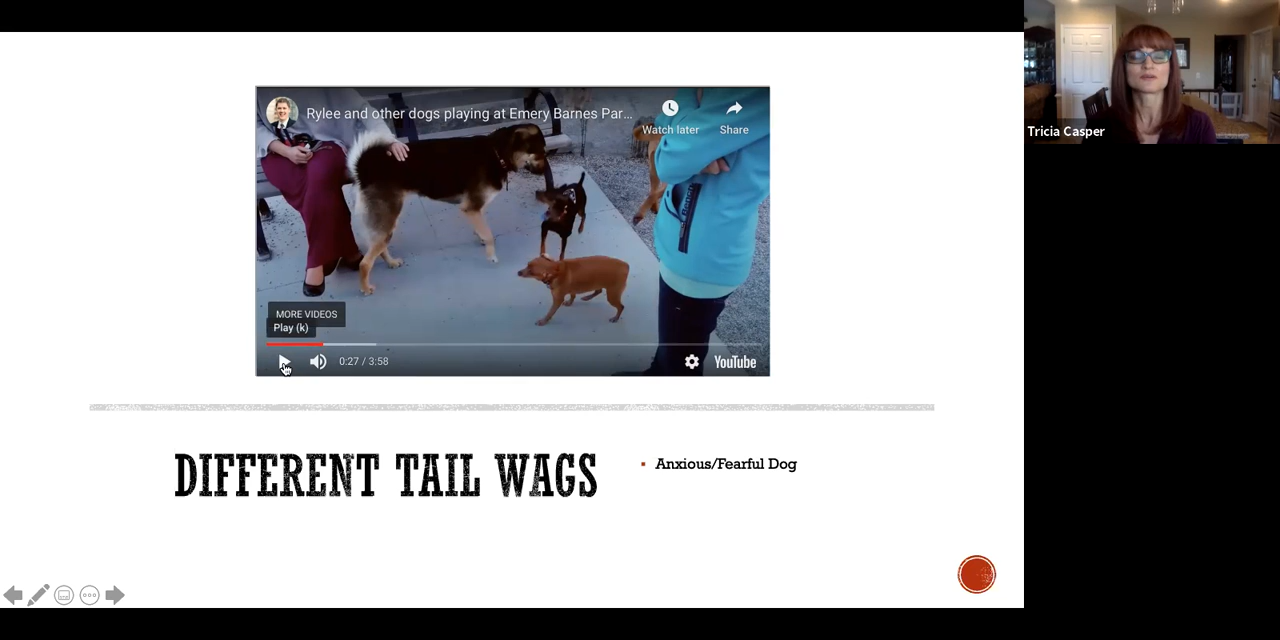 Rylee and other dogs playing at Emery Barnes Par...
Watch later
Share
Tricia Casper
Bench
MORE VIDEOS
Play (k)
0:27 / 3:58
YouTube
DIFFERENT TAIL WAGS
▪ Anxious/Fearful Dog